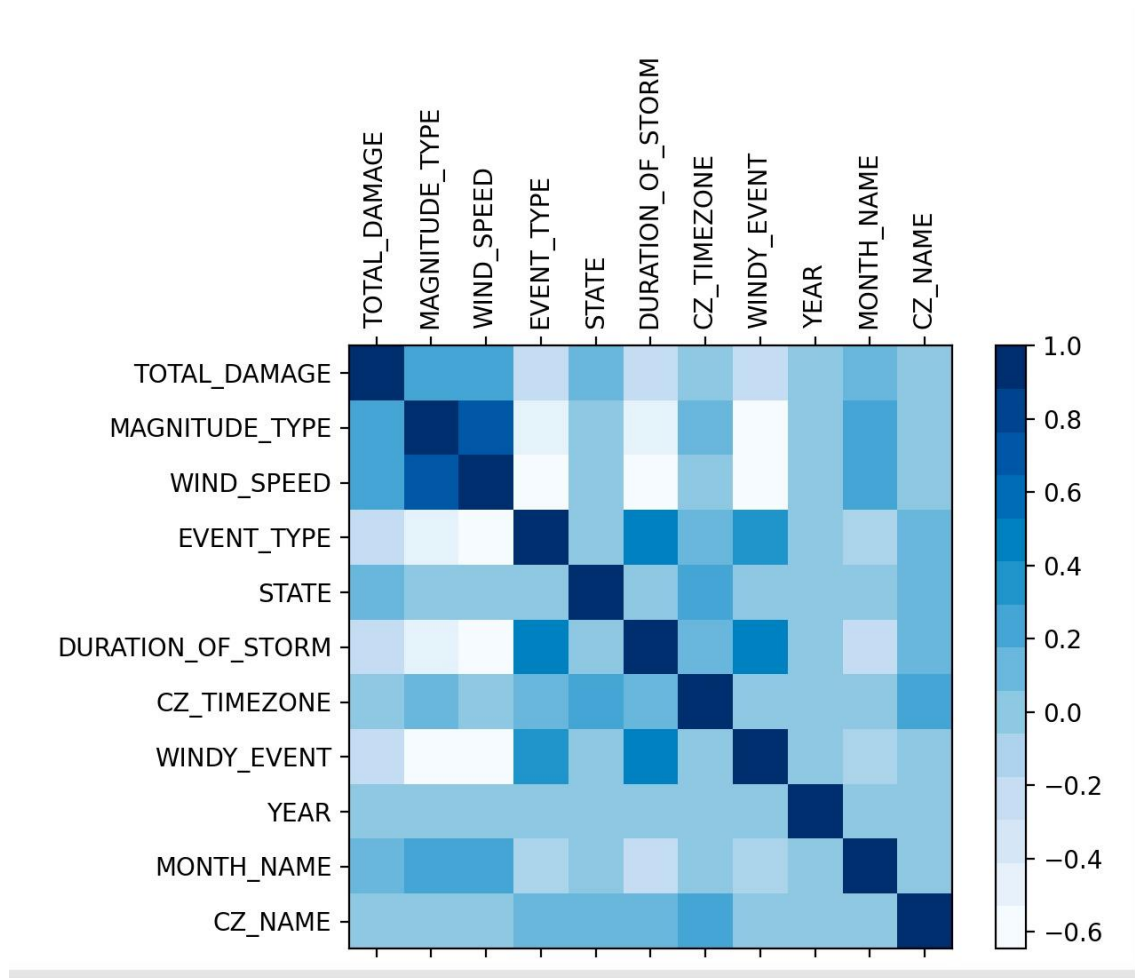 TOTAL_DAMAGE
MAGNITUDE_TYPE
WIND_SPEED
EVENT_TYPE
STATE
DURATION_OF_STORM
CZ_TIMEZONE
WINDY_EVENT
YEAR
MONTH_NAME
CZ_NAME
TOTAL_DAMAGE
MAGNITUDE_TYPE
WIND_SPEED
EVENT_TYPE
STATE
DURATION_OF_STORM
CZ_TIMEZONE
WINDY_EVENT
YEAR
MONTH_NAME
CZ_NAME
1.0
0.8
0.6
0.4
0.2
0.0
−0.2
−0.4
−0.6